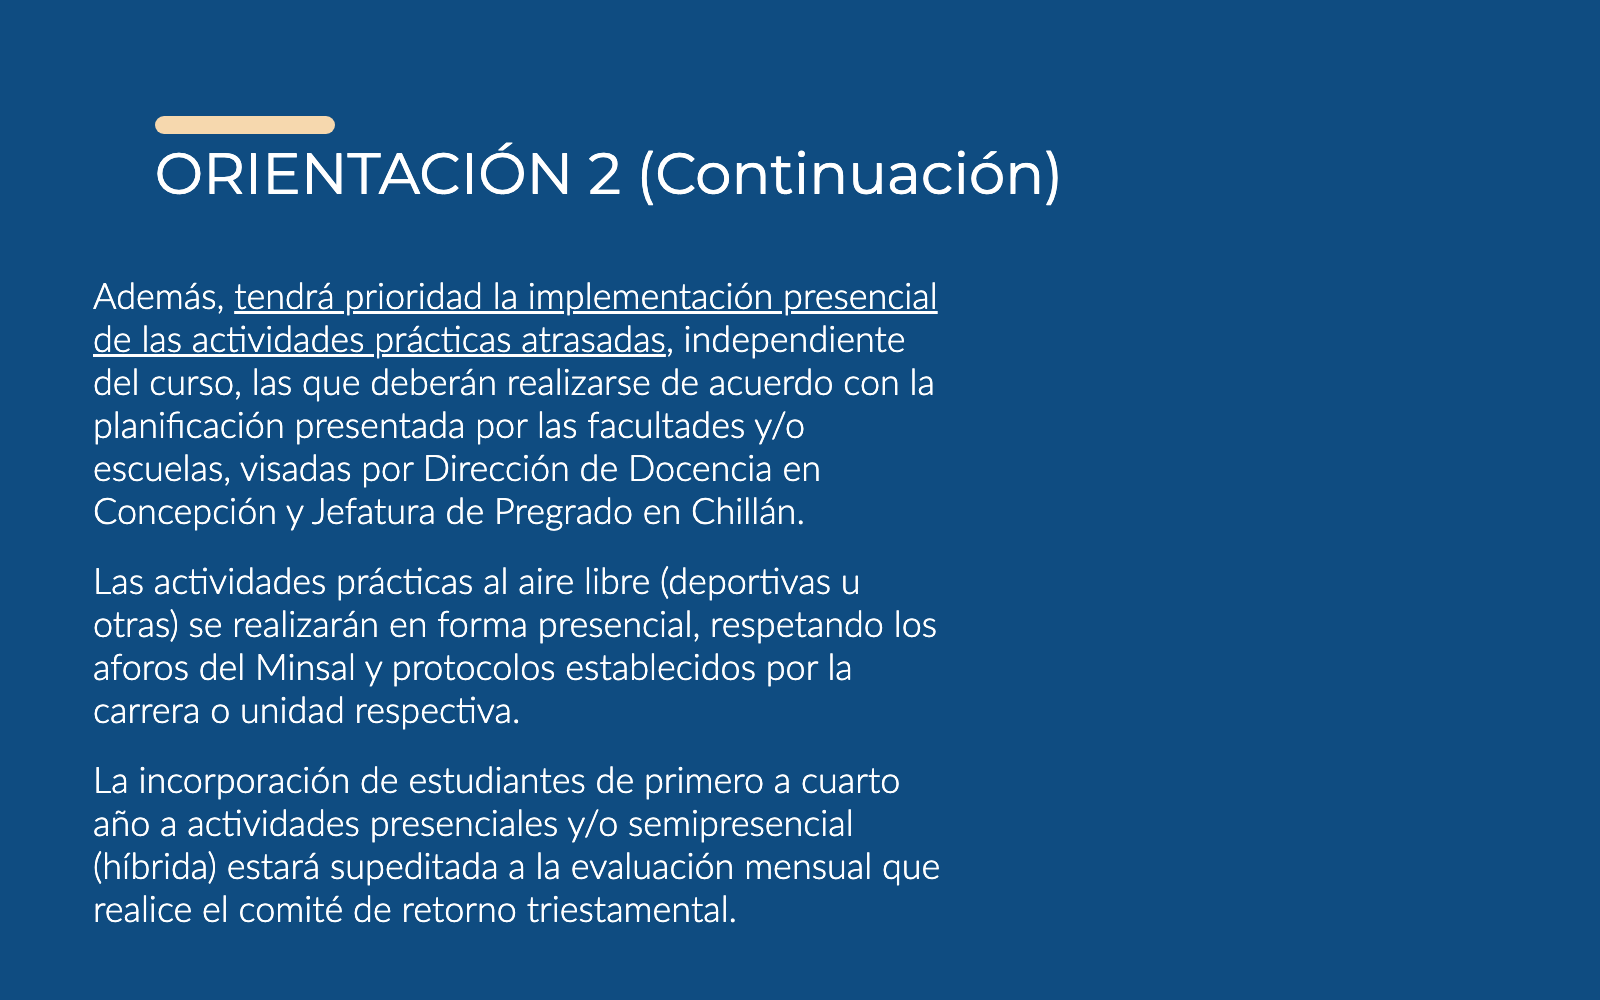 ORIENTACIÓN 2 (Continuación)
Además, tendrá prioridad la implementación presencial
de las actividades prácticas atrasadas, independiente
del curso, las que deberán realizarse de acuerdo con la
planificación presentada por las facultades y/o
escuelas, visadas por Dirección de Docencia en
Concepción y Jefatura de Pregrado en Chillán.
Las actividades prácticas al aire libre (deportivas u
otras) se realizarán en forma presencial, respetando los
aforos del Minsal y protocolos establecidos por la
carrera o unidad respectiva.
La incorporación de estudiantes de primero a cuarto
año a actividades presenciales y/o semipresencial
(híbrida) estará supeditada a la evaluación mensual que
realice el comité de retorno triestamental.